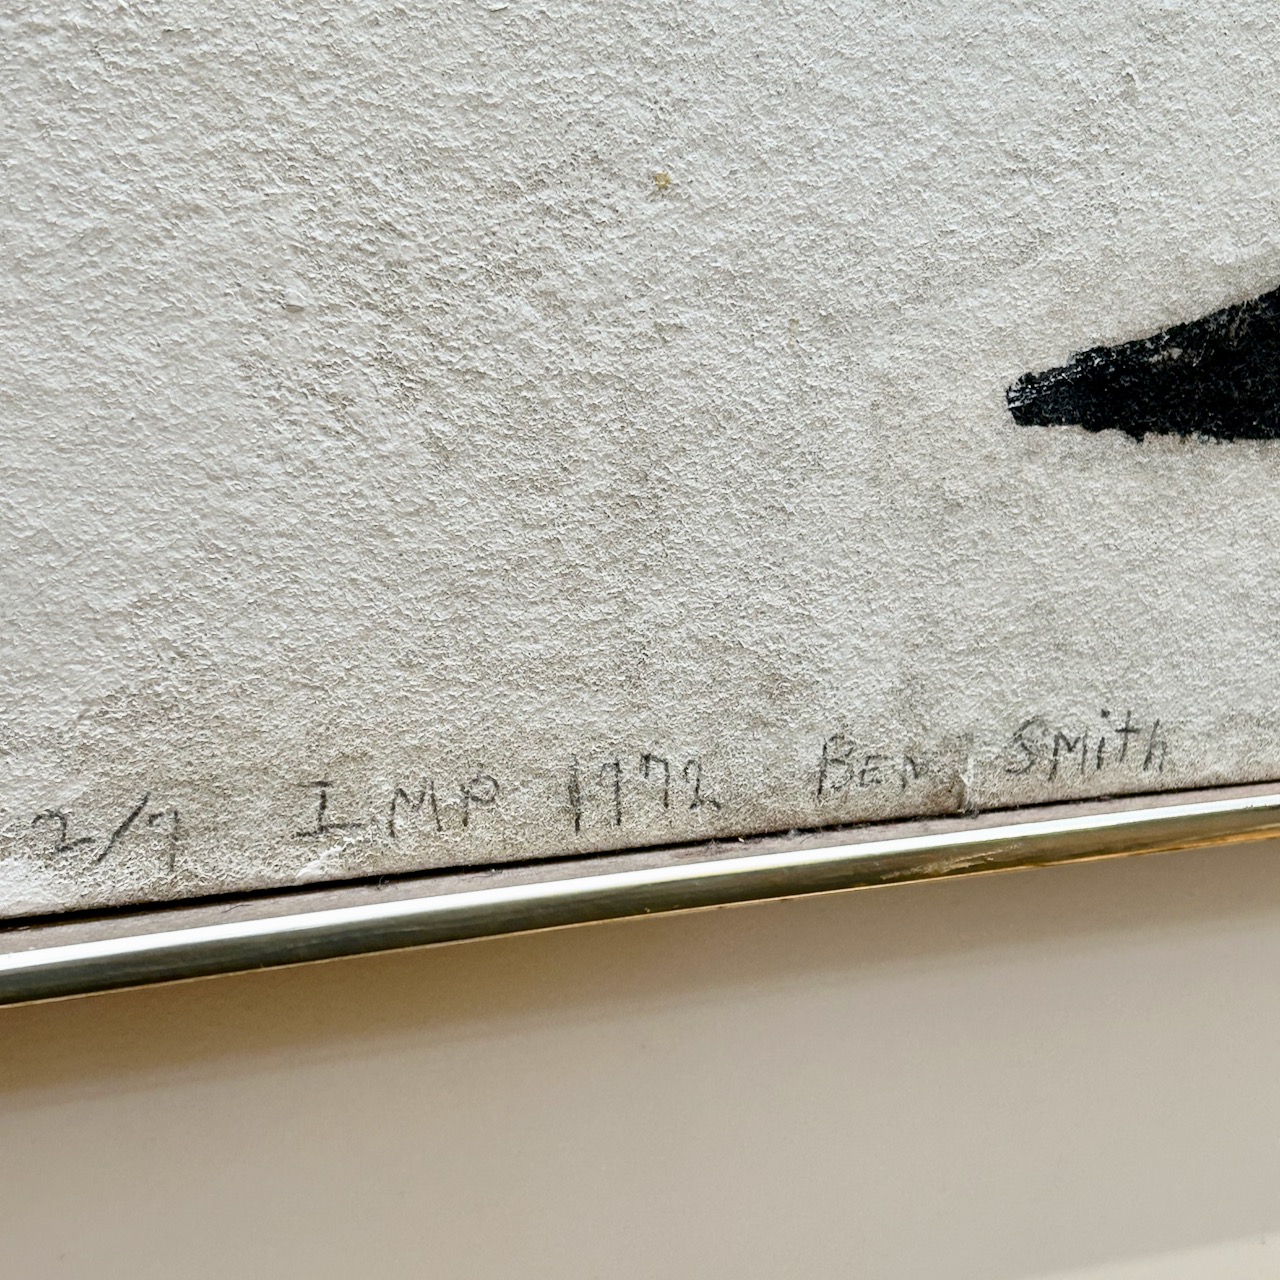 2/7 IMP 1972 BEN SMith